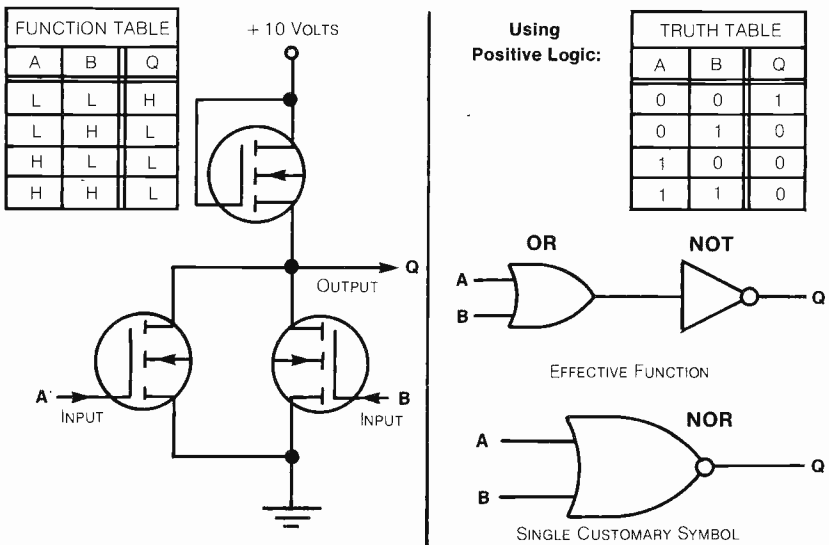 FUNCTION TABLE
A B Q
L L H
L H L
H L L
H H L
+ 10 VOLTS
Q
OUTPUT
A
INPUT
B
INPUT
Using
Positive Logic:
TRUTH TABLE
A B Q
0 0 1
0 1 0
1 0 0
1 1 0
OR
NOT
A
B
Q
EFFECTIVE FUNCTION
NOR
A
B
Q
SINGLE CUSTOMARY SYMBOL